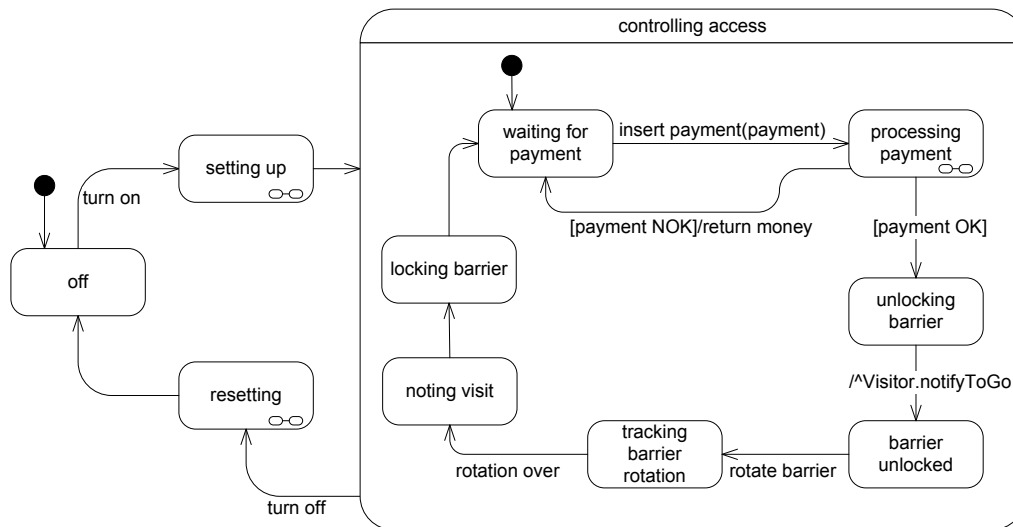 controlling access
waiting for
payment
insert payment(payment)
processing
payment
setting up
turn on
[payment NOK]/return money
[payment OK]
off
locking barrier
unlocking
barrier
resetting
noting visit
/^Visitor.notifyToGo
tracking
barrier
rotation
barrier
unlocked
rotation over
rotate barrier
turn off